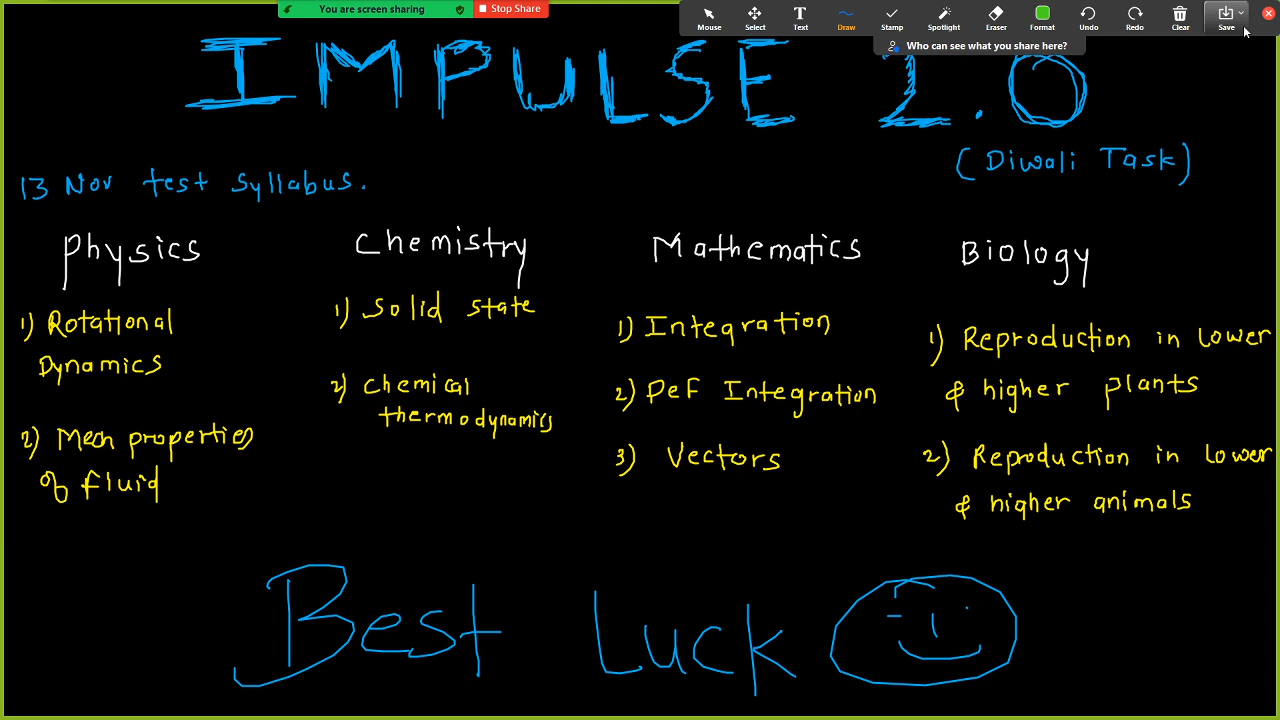 You are screen sharing
Stop Share
Mouse Select Text Draw Stamp Spotlight Eraser Format Undo Redo Clear Save
Who can see what you share here?
IMPULSE 2.0
(Diwali Task)
13 Nov test syllabus.
Physics
1) Rotational
Dynamics
2) Mech properties
of fluid
Chemistry
1) Solid state
2) Chemical
thermodynamics
Mathematics
1) Integration
2) Def Integration
3) Vectors
Biology
1) Reproduction in lower
& higher plants
2) Reproduction in lower
& higher animals
Best Luck